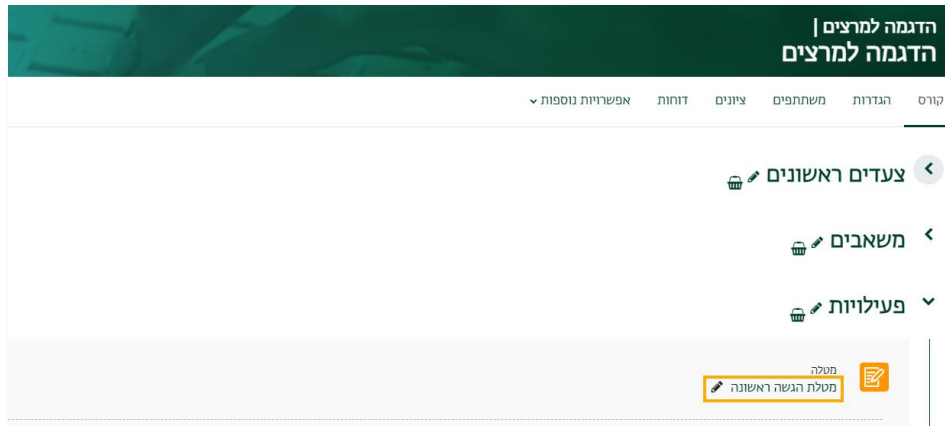 הדגמה למרצים |
הדגמה למרצים
קורס הגדרות משתתפים ציונים דוחות אפשרויות נוספות
צעדים ראשונים
משאבים
פעילויות
מטלה
מטלת הגשה ראשונה